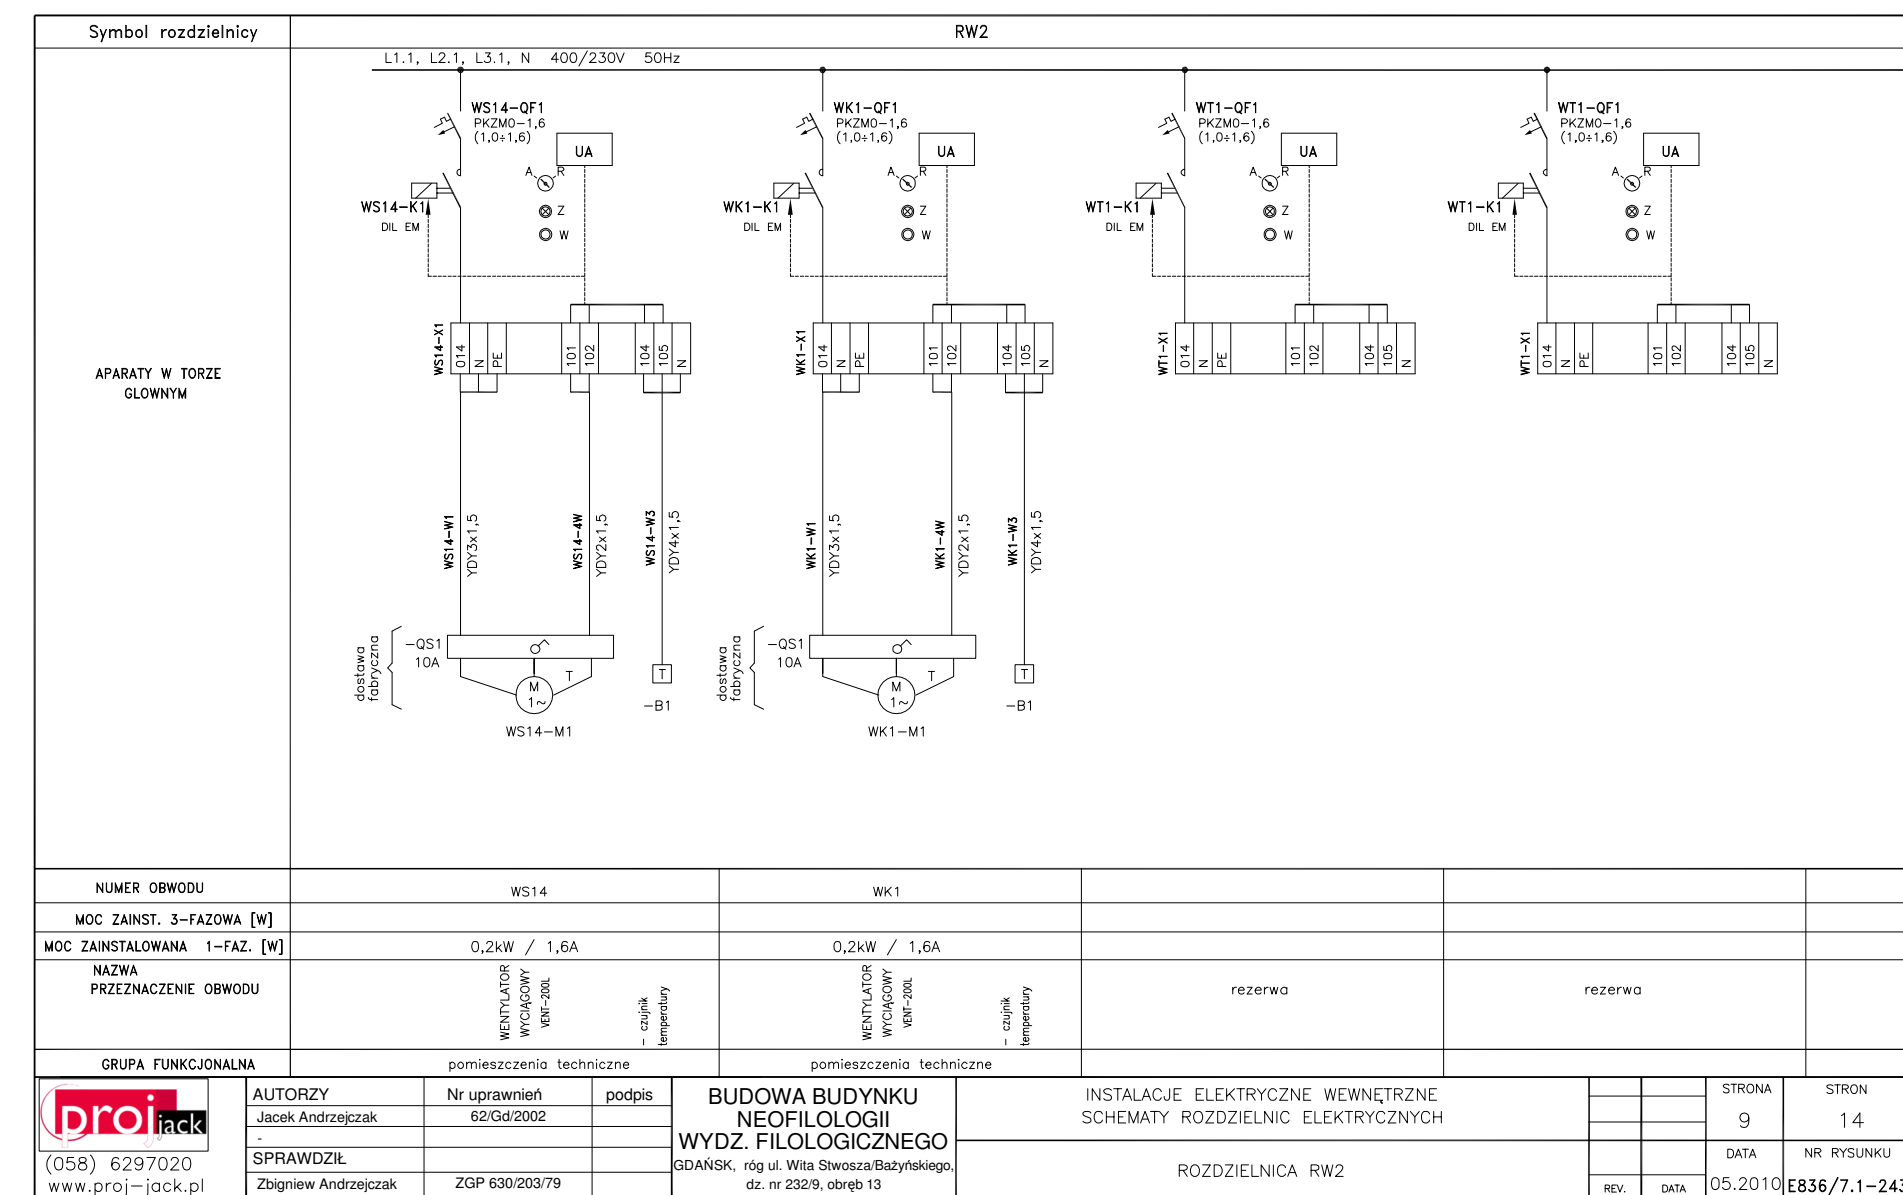 Symbol rozdzielnicy
RW2
L1.1, L2.1, L3.1, N 400/230V 50Hz
APARATY W TORZE
GLOWNYM
WS14-QF1
PKZMO-1,6
(1,0÷1,6)
UA
A R
WS14-K1
DIL EM
Z
W
WS14-X1
014
N
PE
101
102
104
105
N
WS14-W1
YDY3x1,5
WS14-4W
YDY2x1,5
WS14-W3
YDY4x1,5
dostawa
fabryczna
-QS1
10A
T
M
1~
T
-B1
WS14-M1
WK1-QF1
PKZMO-1,6
(1,0÷1,6)
UA
A R
WK1-K1
DIL EM
Z
W
WK1-X1
014
N
PE
101
102
104
105
N
WK1-W1
YDY3x1,5
WK1-4W
YDY2x1,5
WK1-W3
YDY4x1,5
dostawa
fabryczna
-QS1
10A
T
M
1~
T
-B1
WK1-M1
WT1-QF1
PKZMO-1,6
(1,0÷1,6)
UA
A R
WT1-K1
DIL EM
Z
W
WT1-X1
014
N
PE
101
102
104
105
N
WT1-QF1
PKZMO-1,6
(1,0÷1,6)
UA
A R
WT1-K1
DIL EM
Z
W
WT1-X1
014
N
PE
101
102
104
105
N
NUMER OBWODU
WS14
WK1
MOC ZAINST. 3-FAZOWA [W]
MOC ZAINSTALOWANA 1-FAZ. [W]
0,2kW / 1,6A
0,2kW / 1,6A
NAZWA
PRZEZNACZENIE OBWODU
WENTYLATOR
WYCIĄGOWY
VENT-200L
- czujnik
temperatury
WENTYLATOR
WYCIĄGOWY
VENT-200L
- czujnik
temperatury
rezerwa
rezerwa
GRUPA FUNKCJONALNA
pomieszczenia techniczne
pomieszczenia techniczne
proj jack
(058) 6297020
www.proj-jack.pl
AUTORZY
Nr uprawnień
podpis
Jacek Andrzejczak
62/Gd/2002
-
SPRAWDZIŁ
Zbigniew Andrzejczak
ZGP 630/203/79
BUDOWA BUDYNKU
NEOFILOLOGII
WYDZ. FILOLOGICZNEGO
GDAŃSK, róg ul. Wita Stwosza/Bażyńskiego,
dz. nr 232/9, obręb 13
INSTALACJE ELEKTRYCZNE WEWNĘTRZNE
SCHEMATY ROZDZIELNIC ELEKTRYCZNYCH
ROZDZIELNICA RW2
REV.
DATA
STRONA
9
STRON
14
DATA
05.2010
NR RYSUNKU
E836/7.1-243